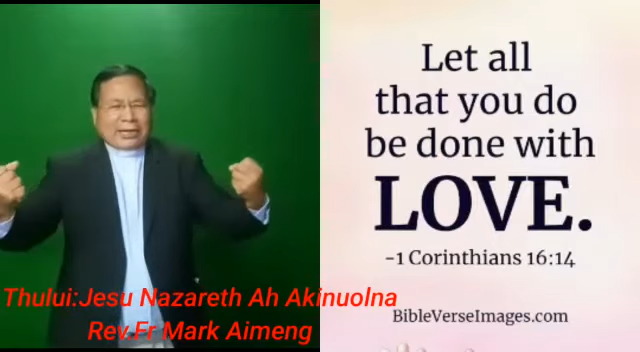 Let all
that you do
be done with
LOVE.
-1 Corinthians 16:14
BibleVerseImages.com
Thului:Jesu Nazareth Ah Akinuolna
Rev.Fr Mark Aimeng